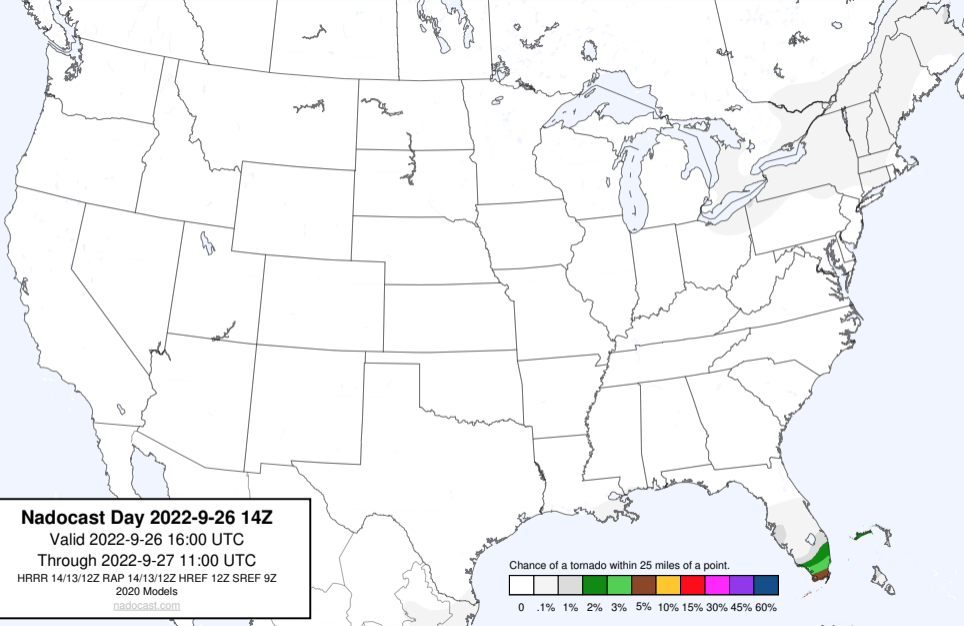 Nadocast Day 2022-9-26 14Z
Valid 2022-9-26 16:00 UTC
Through 2022-9-27 11:00 UTC
HRRR 14/13/12Z RAP 14/13/12Z HREF 12Z SREF 9Z
2020 Models
nadocast.com
Chance of a tornado within 25 miles of a point.
0 .1% 1% 2% 3% 5% 10% 15% 30% 45% 60%